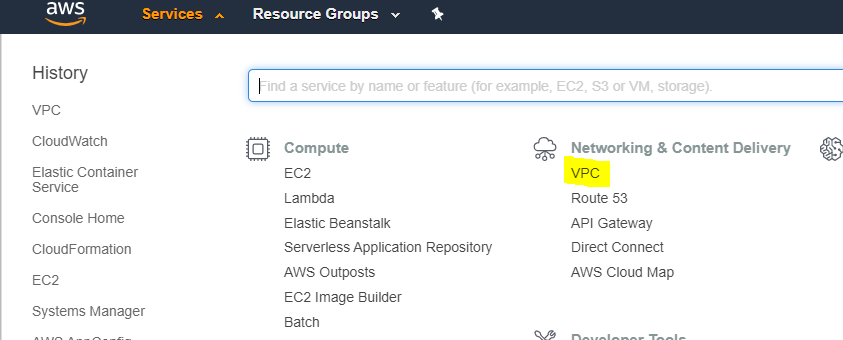 aws
Services
Resource Groups
History
VPC
CloudWatch
Elastic Container
Service
Console Home
CloudFormation
EC2
Systems Manager
AWS AppConfig
Find a service by name or feature (for example, EC2, S3 or VM, storage).
Compute
EC2
Lambda
Elastic Beanstalk
Serverless Application Repository
AWS Outposts
EC2 Image Builder
Batch
Networking & Content Delivery
VPC
Route 53
API Gateway
Direct Connect
AWS Cloud Map
Developer Tools